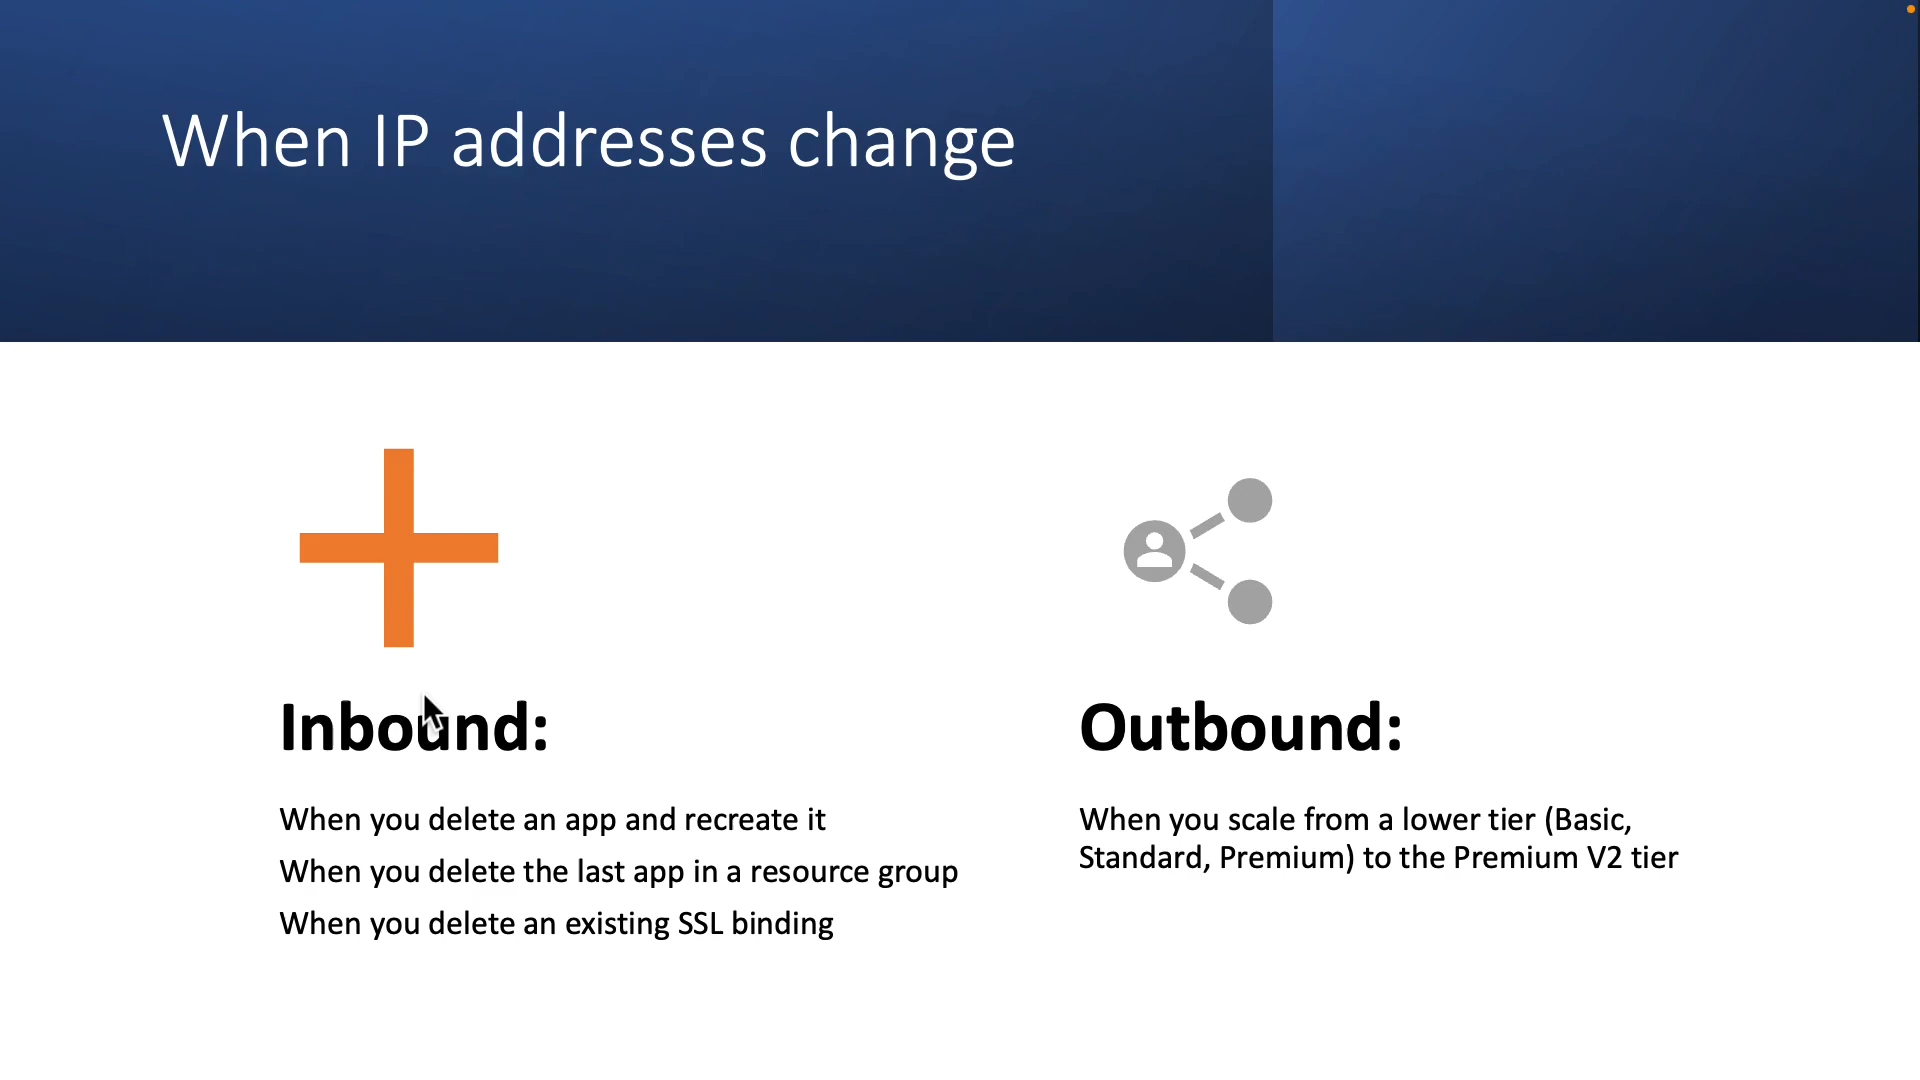 When IP addresses change
Inbound:
When you delete an app and recreate it
When you delete the last app in a resource group
When you delete an existing SSL binding
Outbound:
When you scale from a lower tier (Basic,
Standard, Premium) to the Premium V2 tier